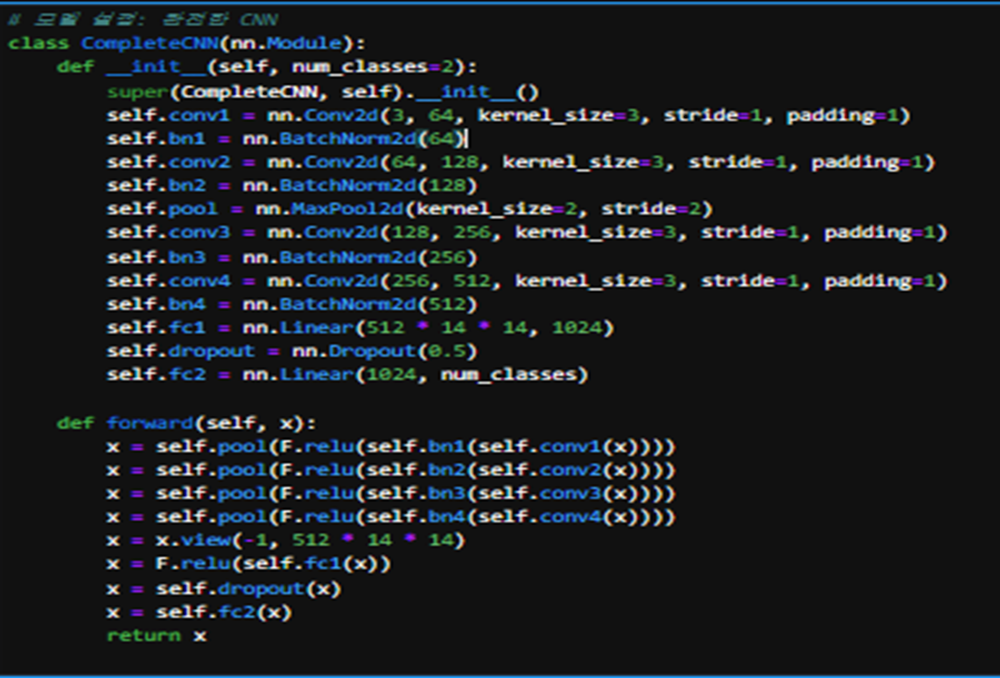 # 모델 설정: 완전한 CNN
class CompleteCNN(nn.Module):
    def __init__(self, num_classes=2):
        super(CompleteCNN, self).__init__()
        self.conv1 = nn.Conv2d(3, 64, kernel_size=3, stride=1, padding=1)
        self.bn1 = nn.BatchNorm2d(64)
        self.conv2 = nn.Conv2d(64, 128, kernel_size=3, stride=1, padding=1)
        self.bn2 = nn.BatchNorm2d(128)
        self.pool = nn.MaxPool2d(kernel_size=2, stride=2)
        self.conv3 = nn.Conv2d(128, 256, kernel_size=3, stride=1, padding=1)
        self.bn3 = nn.BatchNorm2d(256)
        self.conv4 = nn.Conv2d(256, 512, kernel_size=3, stride=1, padding=1)
        self.bn4 = nn.BatchNorm2d(512)
        self.fc1 = nn.Linear(512 * 14 * 14, 1024)
        self.dropout = nn.Dropout(0.5)
        self.fc2 = nn.Linear(1024, num_classes)

    def forward(self, x):
        x = self.pool(F.relu(self.bn1(self.conv1(x))))
        x = self.pool(F.relu(self.bn2(self.conv2(x))))
        x = self.pool(F.relu(self.bn3(self.conv3(x))))
        x = self.pool(F.relu(self.bn4(self.conv4(x))))
        x = x.view(-1, 512 * 14 * 14)
        x = F.relu(self.fc1(x))
        x = self.dropout(x)
        x = self.fc2(x)
        return x